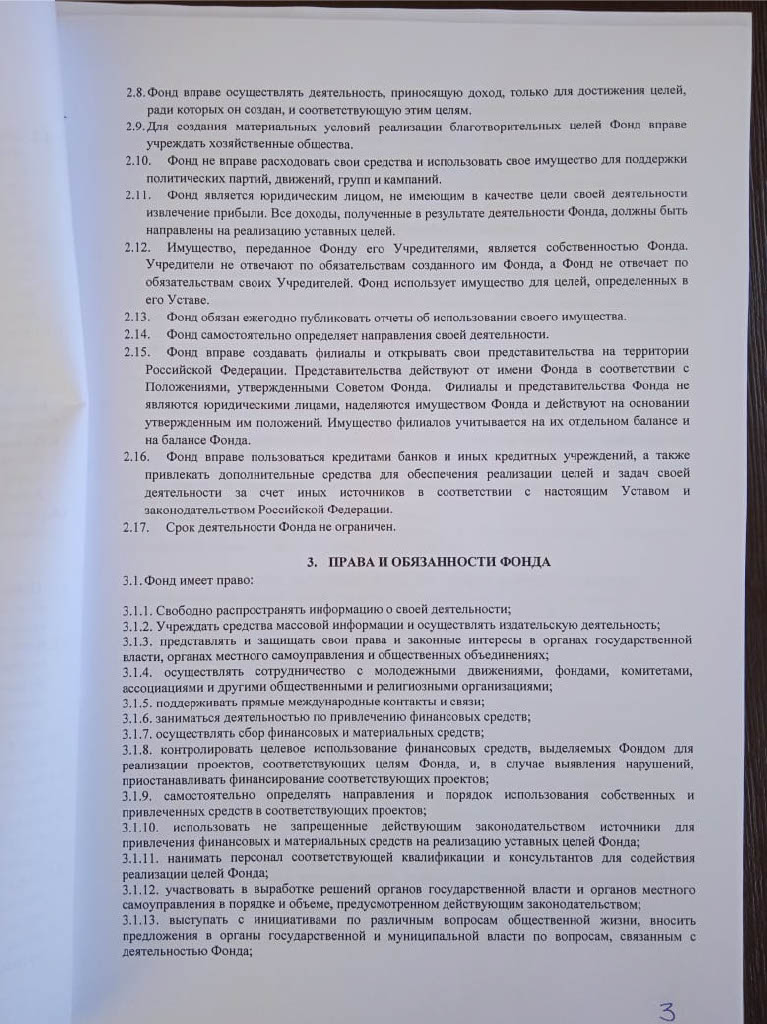 2.8. Фонд вправе осуществлять деятельность, приносящую доход, только для достижения целей,
ради которых он создан, и соответствующую этим целям.
2.9. Для создания материальных условий реализации благотворительных целей Фонд вправе
учреждать хозяйственные общества.
2.10. Фонд не вправе расходовать свои средства и использовать свое имущество для поддержки
политических партий, движений, групп и кампаний.
2.11. Фонд является юридическим лицом, не имеющим в качестве цели своей деятельности
извлечение прибыли. Все доходы, полученные в результате деятельности Фонда, должны быть
направлены на реализацию уставных целей.
2.12. Имущество, переданное Фонду его Учредителями, является собственностью Фонда.
Учредители не отвечают по обязательствам созданного им Фонда, а Фонд не отвечает по
обязательствам своих Учредителей. Фонд использует имущество для целей, определенных в
его Уставе.
2.13. Фонд обязан ежегодно публиковать отчеты об использовании своего имущества.
2.14. Фонд самостоятельно определяет направления своей деятельности.
2.15. Фонд вправе создавать филиалы и открывать свои представительства на территории
Российской Федерации. Представительства действуют от имени Фонда в соответствии с
Положениями, утвержденными Советом Фонда. Филиалы и представительства Фонда не
являются юридическими лицами, наделяются имуществом Фонда и действуют на основании
утвержденным им положений. Имущество филиалов учитывается на их отдельном балансе и
на балансе Фонда.
2.16. Фонд вправе пользоваться кредитами банков и иных кредитных учреждений, а также
привлекать дополнительные средства для обеспечения реализации целей и задач своей
деятельности за счет иных источников в соответствии с настоящим Уставом и
законодательством Российской Федерации.
2.17. Срок деятельности Фонда не ограничен.
3. ПРАВА И ОБЯЗАННОСТИ ФОНДА
3.1. Фонд имеет право:
3.1.1. Свободно распространять информацию о своей деятельности;
3.1.2. Учреждать средства массовой информации и осуществлять издательскую деятельность;
3.1.3. представлять и защищать свои права и законные интересы в органах государственной
власти, органах местного самоуправления и общественных объединениях;
3.1.4. осуществлять сотрудничество с молодежными движениями, фондами, комитетами,
ассоциациями и другими общественными и религиозными организациями;
3.1.5. поддерживать прямые международные контакты и связи;
3.1.6. заниматься деятельностью по привлечению финансовых средств;
3.1.7. осуществлять сбор финансовых и материальных средств;
3.1.8. контролировать целевое использование финансовых средств, выделяемых Фондом для
реализации проектов, соответствующих целям Фонда, и, в случае выявления нарушений,
приостанавливать финансирование соответствующих проектов;
3.1.9. самостоятельно определять направления и порядок использования собственных и
привлеченных средств в соответствующих проектов;
3.1.10. использовать не запрещенные действующим законодательством источники для
привлечения финансовых и материальных средств на реализацию уставных целей Фонда;
3.1.11. нанимать персонал соответствующей квалификации и консультантов для содействия
реализации целей Фонда;
3.1.12. участвовать в выработке решений органов государственной власти и органов местного
самоуправления в порядке и объеме, предусмотренном действующим законодательством;
3.1.13. выступать с инициативами по различным вопросам общественной жизни, вносить
предложения в органы государственной и муниципальной власти по вопросам, связанным с
деятельностью Фонда;
3